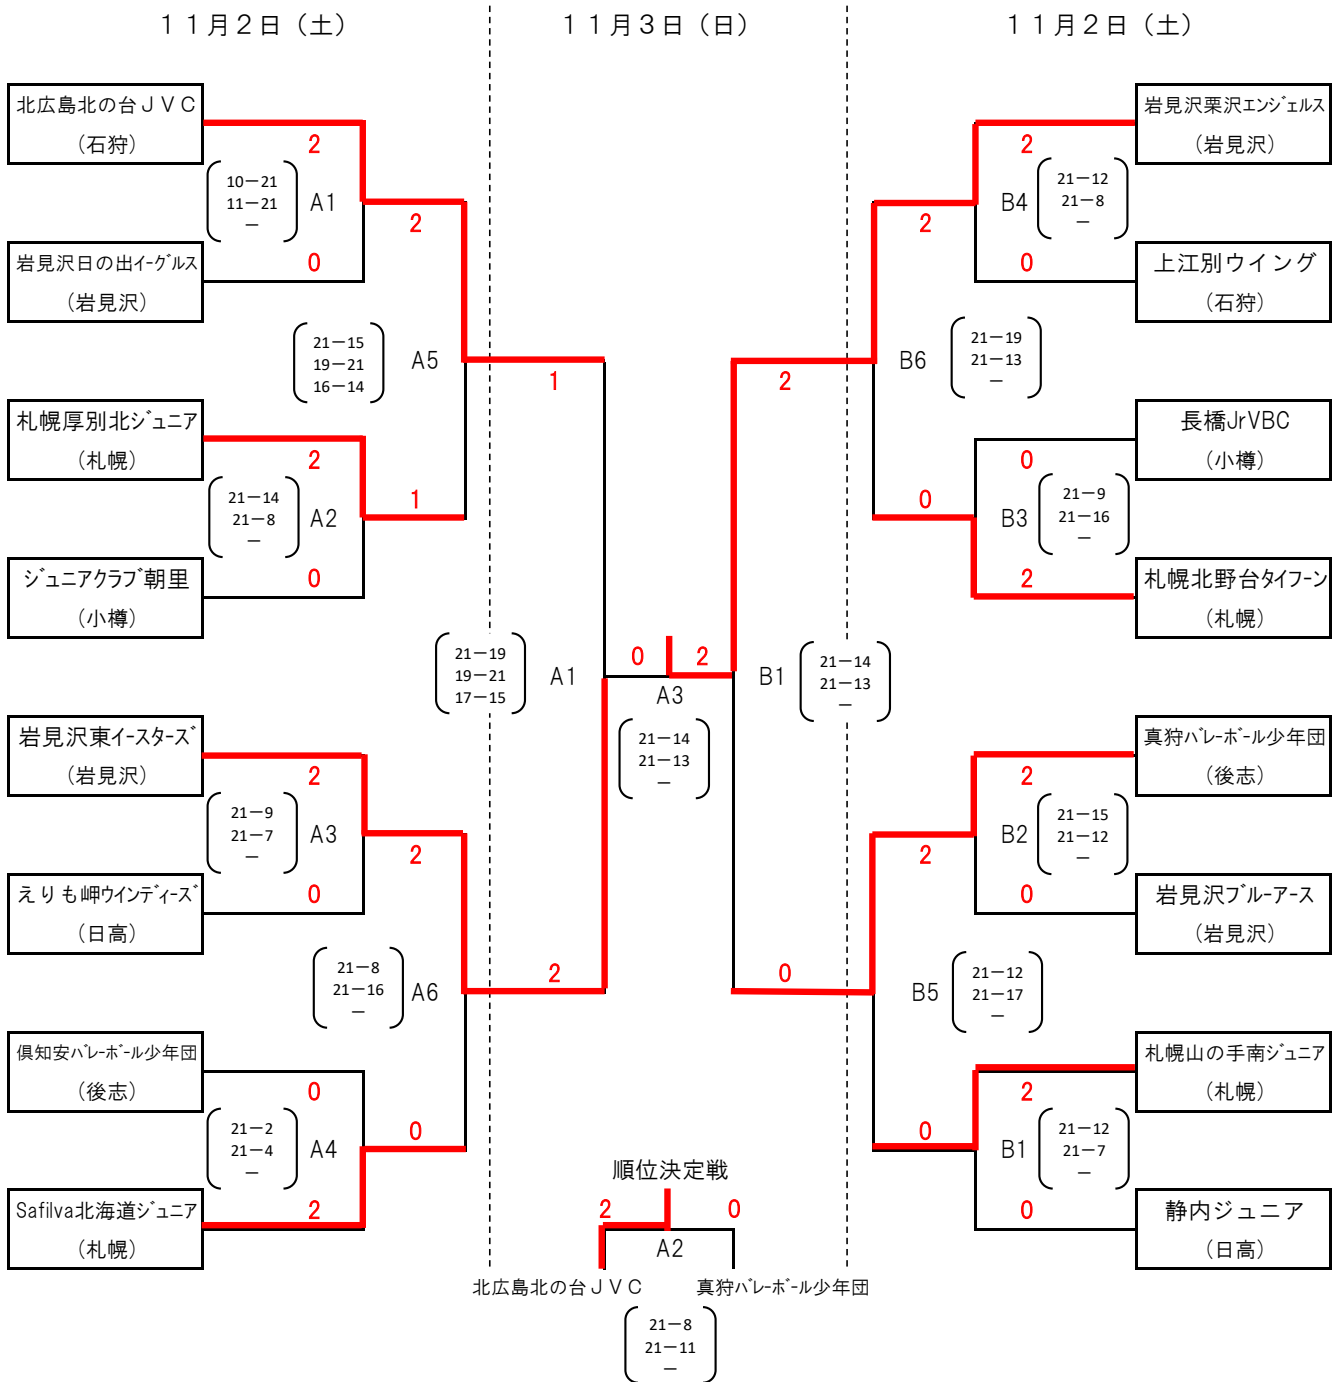 １１月２日（土）
１１月３日（日）
１１月２日（土）
北広島北の台ＪＶＣ
（石狩）
2
10－21
11－21
－
A1
2
0
岩見沢日の出イーグルス
（岩見沢）
21－15
19－21
16－14
A5
1
札幌厚別北ジュニア
（札幌）
2
21－14
21－8
－
A2
1
0
ジュニアクラブ朝里
（小樽）
21－19
19－21
17－15
A1
岩見沢東イースターズ
（岩見沢）
2
21－9
21－7
－
A3
2
0
えりも岬ウインディーズ
（日高）
21－8
21－16
－
A6
2
倶知安バレーボール少年団
（後志）
0
21－2
21－4
－
A4
0
2
Safilva北海道ジュニア
（札幌）
0
2
A3
21－14
21－13
－
順位決定戦
2
0
A2
北広島北の台ＪＶＣ
真狩バレーボール少年団
21－8
21－11
－
岩見沢栗沢エンジェルス
（岩見沢）
2
2
B4
21－12
21－8
－
0
上江別ウイング
（石狩）
2
B6
21－19
21－13
－
長橋JrVBC
（小樽）
0
0
B3
21－9
21－16
－
2
札幌北野台タイフーン
（札幌）
B1
21－14
21－13
－
真狩バレーボール少年団
（後志）
2
2
B2
21－15
21－12
－
0
岩見沢ブルーアース
（岩見沢）
0
B5
21－12
21－17
－
札幌山の手南ジュニア
（札幌）
2
0
B1
21－12
21－7
－
0
静内ジュニア
（日高）